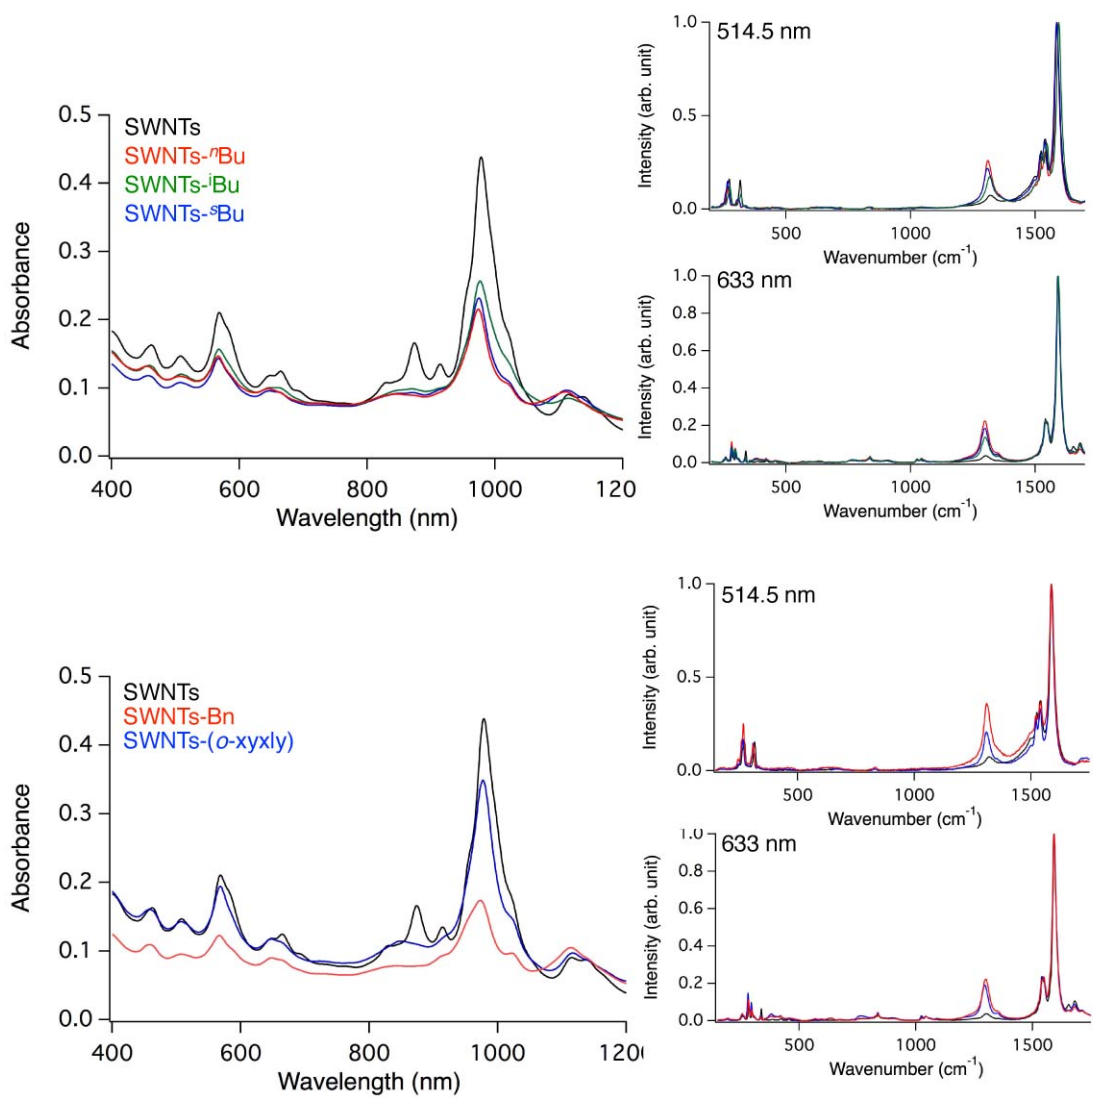 0.5
0.4
0.3
0.2
0.1
0.0
Absorbance
SWNTs
SWNTs-ⁿBu
SWNTs-ⁱBu
SWNTs-ˢBu
400 600 800 1000 120
Wavelength (nm)
1.0
0.5
0.0
Intensity (arb. unit)
514.5 nm
500 1000 1500
Wavenumber (cm⁻¹)
1.0
0.8
0.6
0.4
0.2
0.0
Intensity (arb. unit)
633 nm
500 1000 1500
Wavenumber (cm⁻¹)
0.5
0.4
0.3
0.2
0.1
0.0
Absorbance
SWNTs
SWNTs-Bn
SWNTs-(o-xyxly)
400 600 800 1000 120
Wavelength (nm)
1.0
0.5
0.0
Intensity (arb. unit)
514.5 nm
500 1000 1500
Wavenumber (cm⁻¹)
1.0
0.8
0.6
0.4
0.2
0.0
Intensity (arb. unit)
633 nm
500 1000 1500
Wavenumber (cm⁻¹)